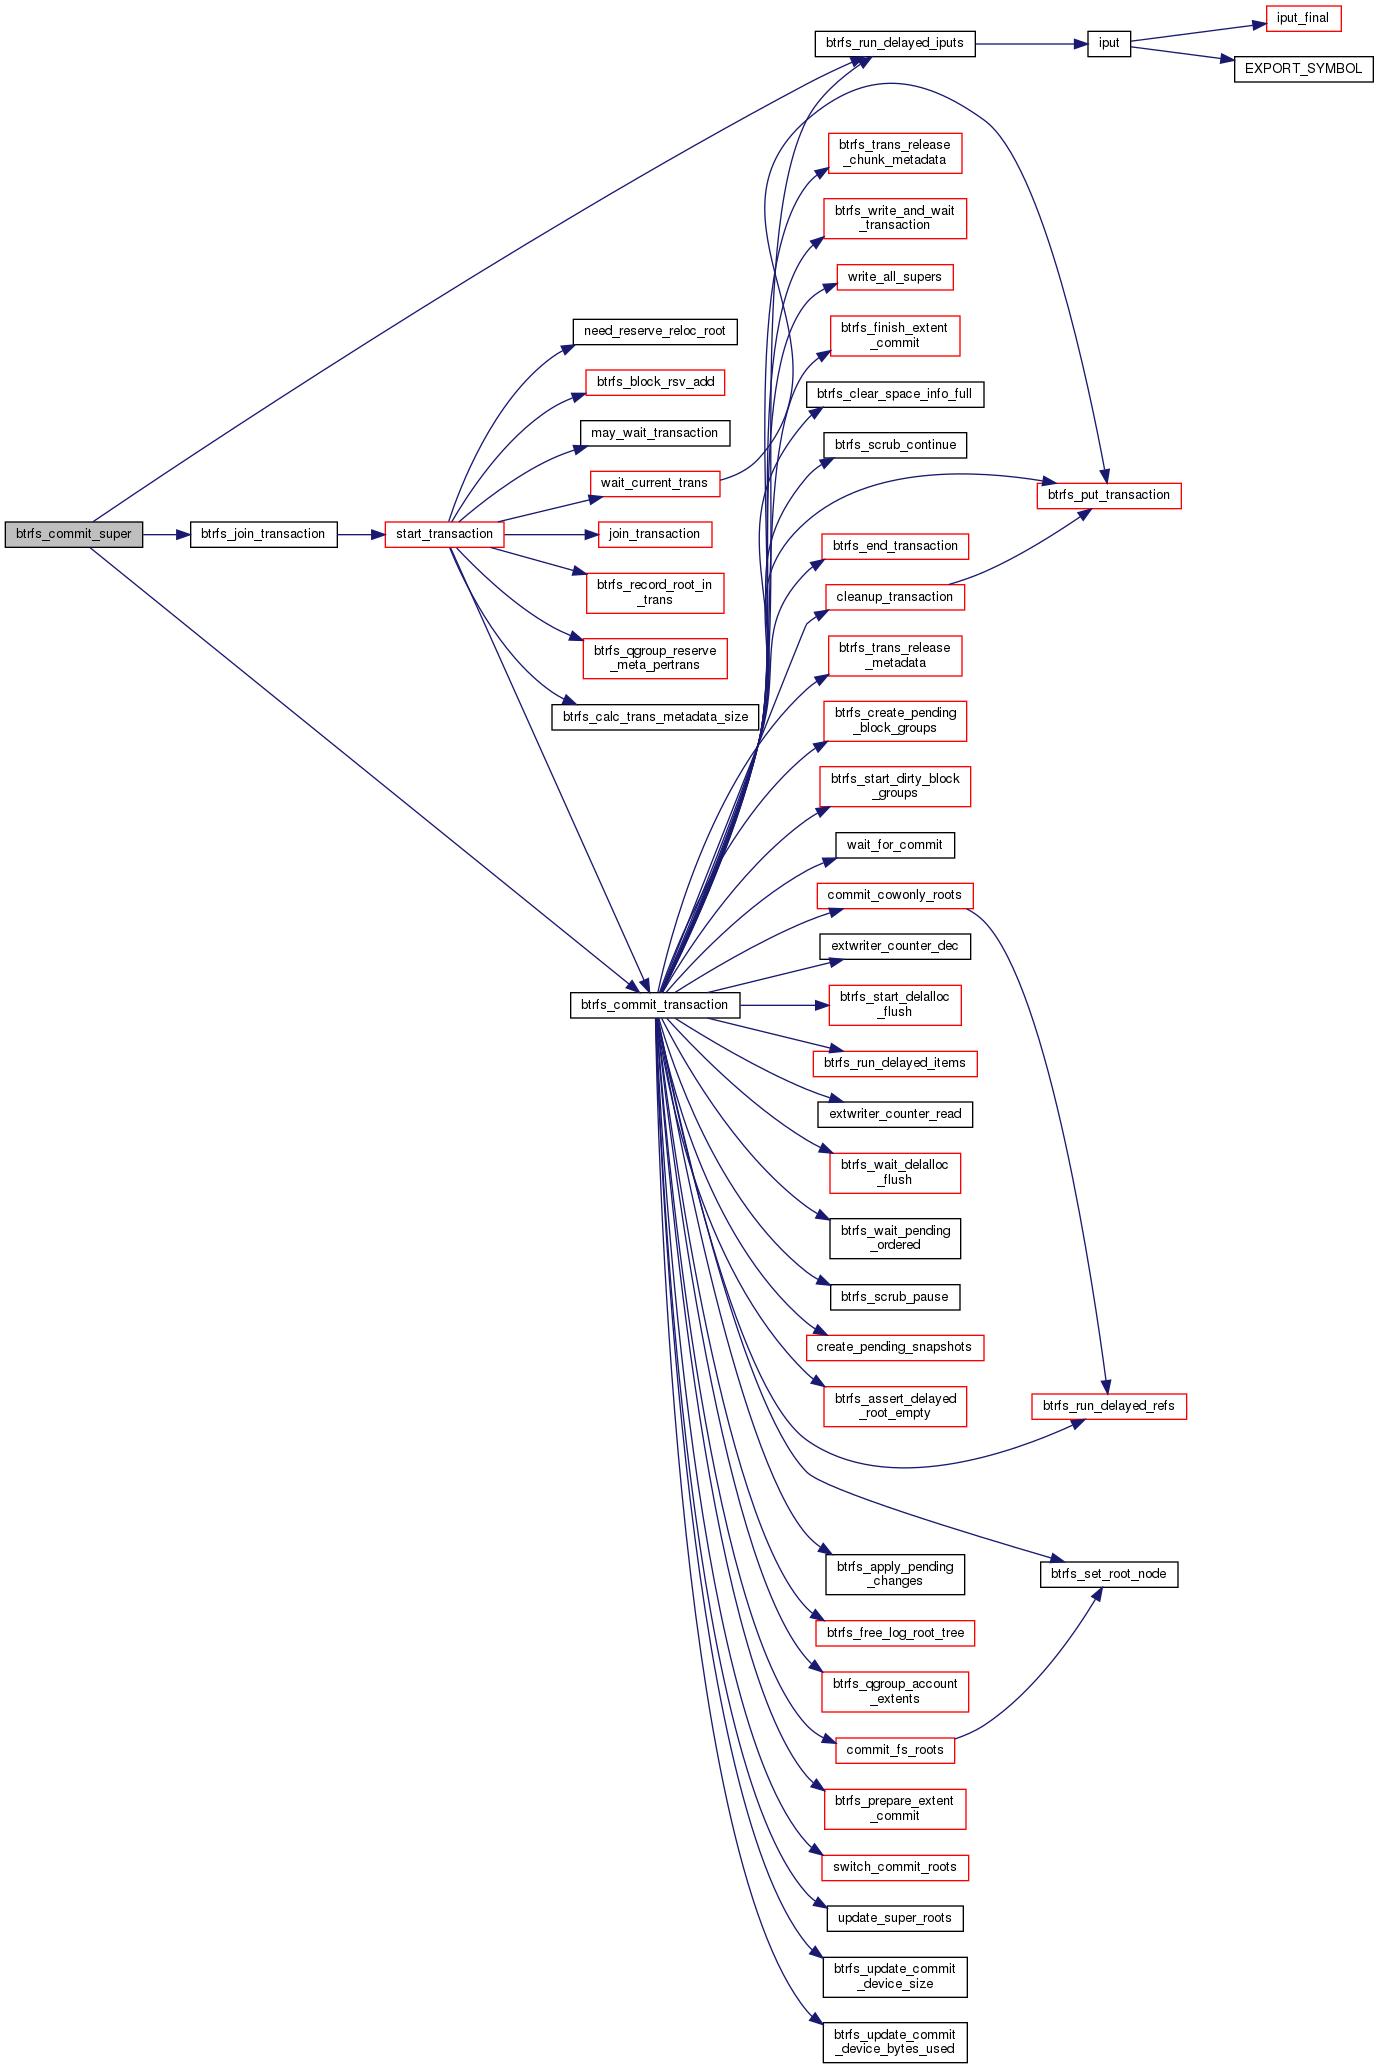 iput_final
btrfs_run_delayed_iputs
iput
EXPORT_SYMBOL
btrfs_trans_release
_chunk_metadata
btrfs_write_and_wait
_transaction
write_all_supers
btrfs_finish_extent
_commit
need_reserve_reloc_root
btrfs_block_rsv_add
btrfs_clear_space_info_full
may_wait_transaction
btrfs_scrub_continue
wait_current_trans
btrfs_put_transaction
btrfs_commit_super
btrfs_join_transaction
start_transaction
join_transaction
btrfs_end_transaction
btrfs_record_root_in
_trans
cleanup_transaction
btrfs_qgroup_reserve
_meta_pertrans
btrfs_trans_release
_metadata
btrfs_calc_trans_metadata_size
btrfs_create_pending
_block_groups
btrfs_start_dirty_block
_groups
wait_for_commit
commit_cowonly_roots
extwriter_counter_dec
btrfs_commit_transaction
btrfs_start_delalloc
_flush
btrfs_run_delayed_items
extwriter_counter_read
btrfs_wait_delalloc
_flush
btrfs_wait_pending
_ordered
btrfs_scrub_pause
create_pending_snapshots
btrfs_assert_delayed
_root_empty
btrfs_run_delayed_refs
btrfs_apply_pending
_changes
btrfs_set_root_node
btrfs_free_log_root_tree
btrfs_qgroup_account
_extents
commit_fs_roots
btrfs_prepare_extent
_commit
switch_commit_roots
update_super_roots
btrfs_update_commit
_device_size
btrfs_update_commit
_device_bytes_used